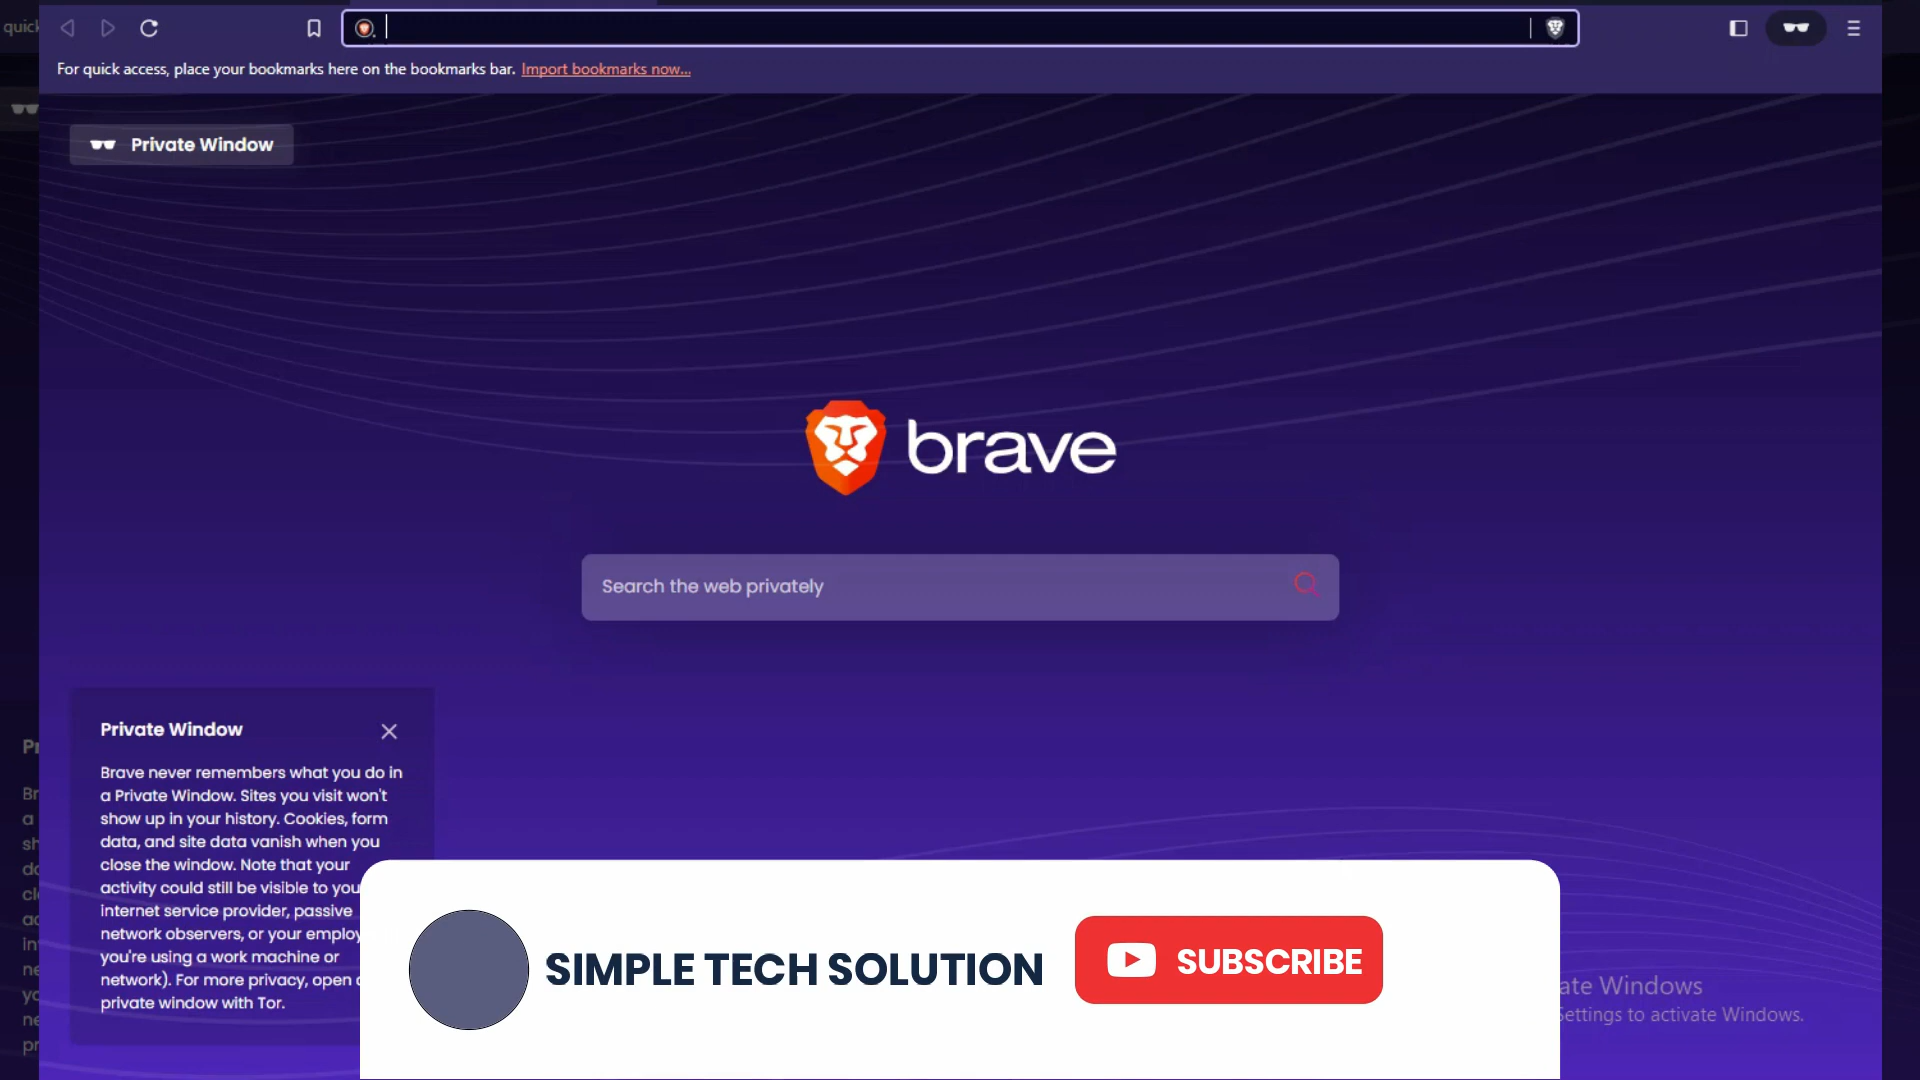 quick
For quick access, place your bookmarks here on the bookmarks bar. Import bookmarks now...
Private Window
brave
Search the web privately
Private Window
Brave never remembers what you do in
a Private Window. Sites you visit won't
show up in your history. Cookies, form
data, and site data vanish when you
close the window. Note that your
activity could still be visible to you
internet service provider, passive
network observers, or your employ
you're using a work machine or
network). For more privacy, open
private window with Tor.
SIMPLE TECH SOLUTION
SUBSCRIBE
ate Windows
Settings to activate Windows.